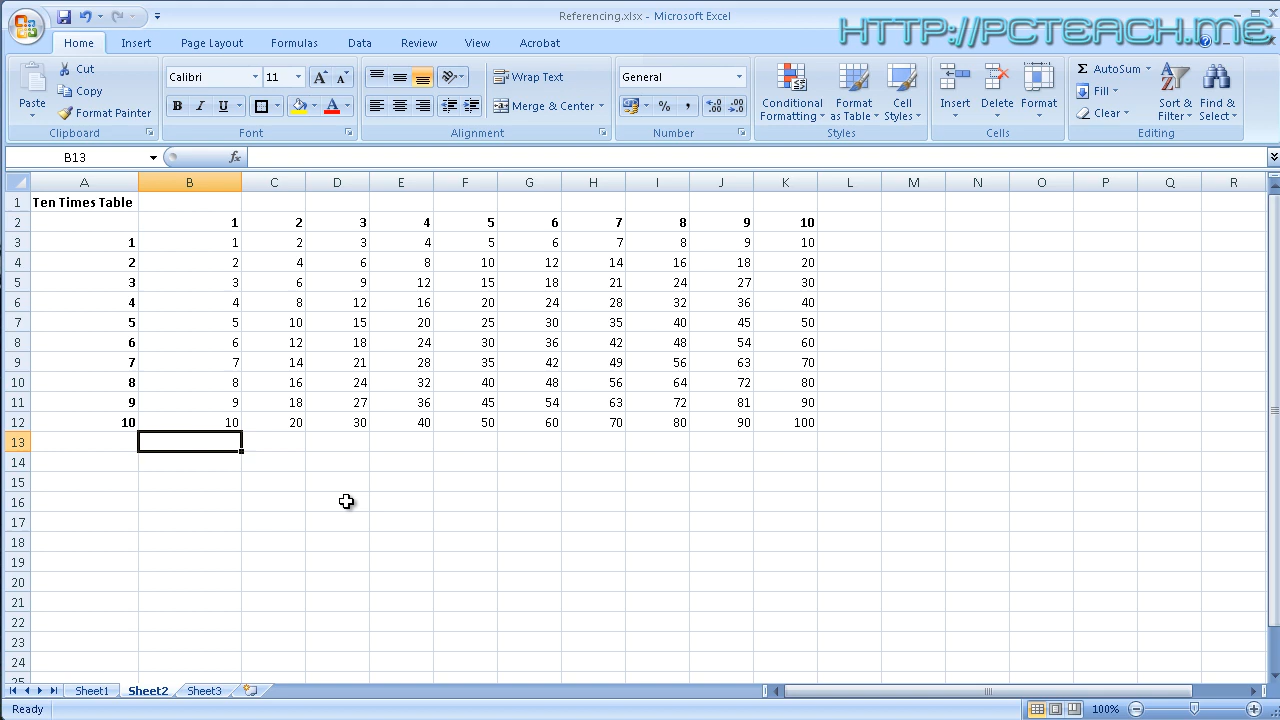 Referencing.xlsx - Microsoft Exc
HTTP://PCTEACH.ME
Home Insert Page Layout Formulas Data Review View Acrobat
Paste Cut Copy Format Painter Clipboard
Calibri 11 B I U A Font
Wrap Text Merge & Center Alignment
General % , Number
Conditional Formatting Format as Table Cell Styles Styles
Insert Delete Format Cells
Σ AutoSum Fill Clear Sort & Filter Find & Select Editing
B13 fx
A B C D E F G H I J K L M N O P Q R
1 Ten Times Table
2 1 2 3 4 5 6 7 8 9 10
3 1 1 2 3 4 5 6 7 8 9 10
4 2 2 4 6 8 10 12 14 16 18 20
5 3 3 6 9 12 15 18 21 24 27 30
6 4 4 8 12 16 20 24 28 32 36 40
7 5 5 10 15 20 25 30 35 40 45 50
8 6 6 12 18 24 30 36 42 48 54 60
9 7 7 14 21 28 35 42 49 56 63 70
10 8 8 16 24 32 40 48 56 64 72 80
11 9 9 18 27 36 45 54 63 72 81 90
12 10 10 20 30 40 50 60 70 80 90 100
13
14
15
16
17
18
19
20
21
22
23
24
25
Sheet1 Sheet2 Sheet3
Ready 100%